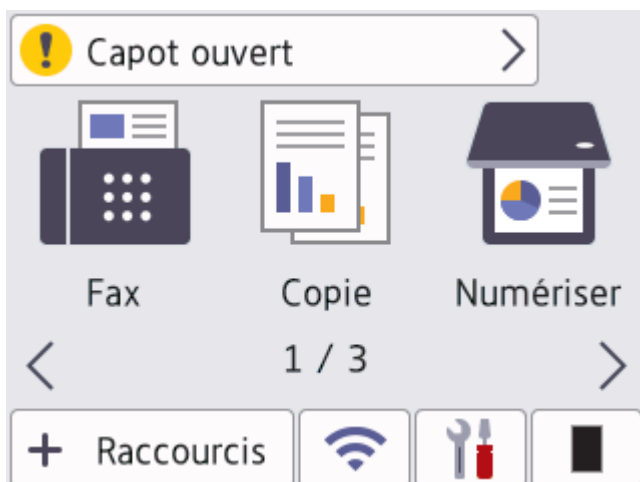 Capot ouvert
Fax
Copie
Numériser
1 / 3
Raccourcis